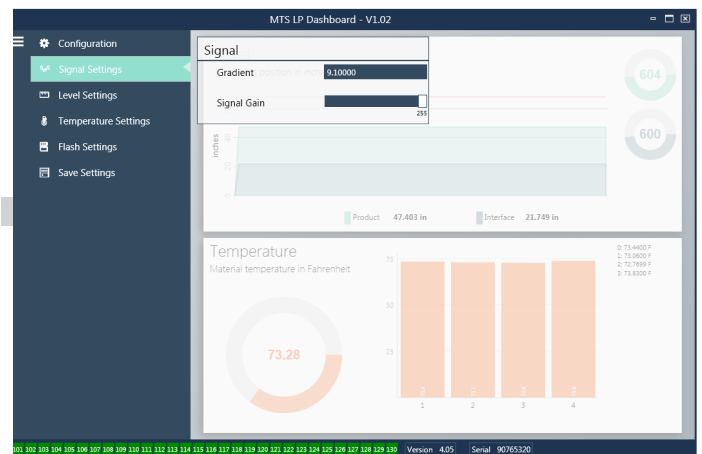 MTS LP Dashboard - V1.02
Configuration
Signal Settings
Level Settings
Temperature Settings
Flash Settings
Save Settings
Signal
Gradient 9.10000
Signal Gain
255
604
600
inches
40
20
0
Product 47.403 in Interface 21.749 in
Temperature
Material temperature in Fahrenheit
73.28
75
50
25
1 2 3 4
0: 73.4400 F
1: 73.0600 F
2: 72.7699 F
3: 73.8300 F
101 102 103 104 105 106 107 108 109 110 111 112 113 114 115 116 117 118 119 120 121 122 123 124 125 126 127 128 129 130 Version 4.05 Serial 90765320